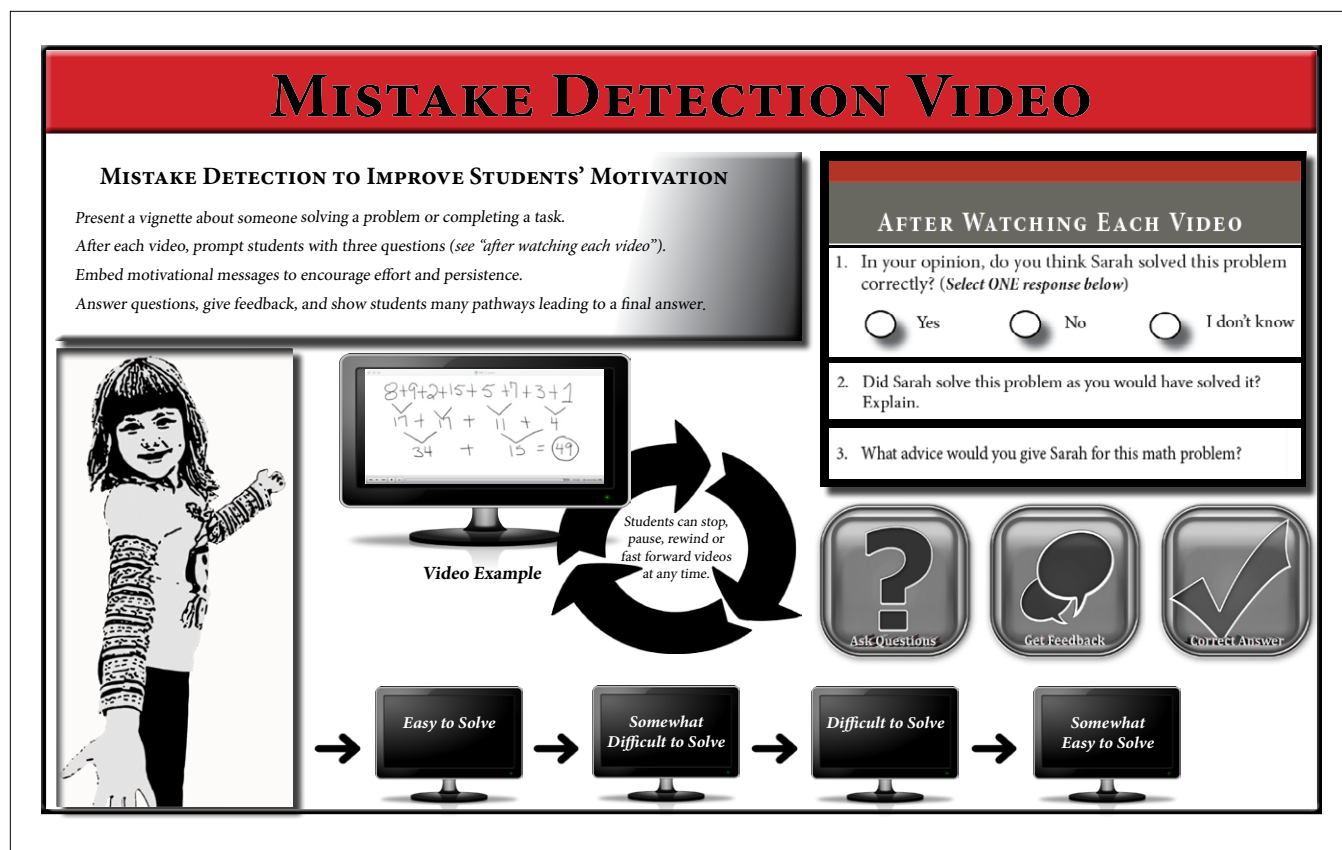 Mistake Detection Video
Mistake Detection to Improve Students’ Motivation
Present a vignette about someone solving a problem or completing a task.
After each video, prompt students with three questions (see “after watching each video”).
Embed motivational messages to encourage effort and persistence.
Answer questions, give feedback, and show students many pathways leading to a final answer.
After Watching Each Video
1. In your opinion, do you think Sarah solved this problem
correctly? (Select ONE response below)
Yes No I don't know
2. Did Sarah solve this problem as you would have solved it?
Explain.
3. What advice would you give Sarah for this math problem?
8+9+2+15+5+7+3+1
17 + 17 + 11 + 4
34 + 15 = 49
Video Example
Students can stop,
pause, rewind or
fast forward videos
at any time.
Ask Questions
Get Feedback
Correct Answer
Easy to Solve
Somewhat
Difficult to Solve
Difficult to Solve
Somewhat
Easy to Solve